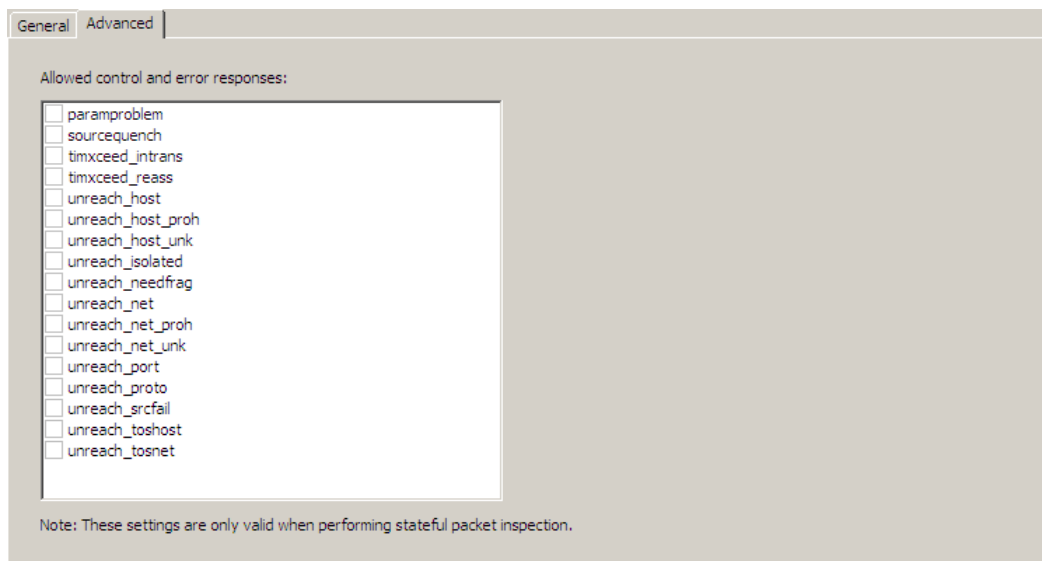 General Advanced
Allowed control and error responses:
paramproblem
sourcequench
timxceed_intrans
timxceed_reass
unreach_host
unreach_host_proh
unreach_host_unk
unreach_isolated
unreach_needfrag
unreach_net
unreach_net_proh
unreach_net_unk
unreach_port
unreach_proto
unreach_srcfail
unreach_toshost
unreach_tosnet
Note: These settings are only valid when performing stateful packet inspection.